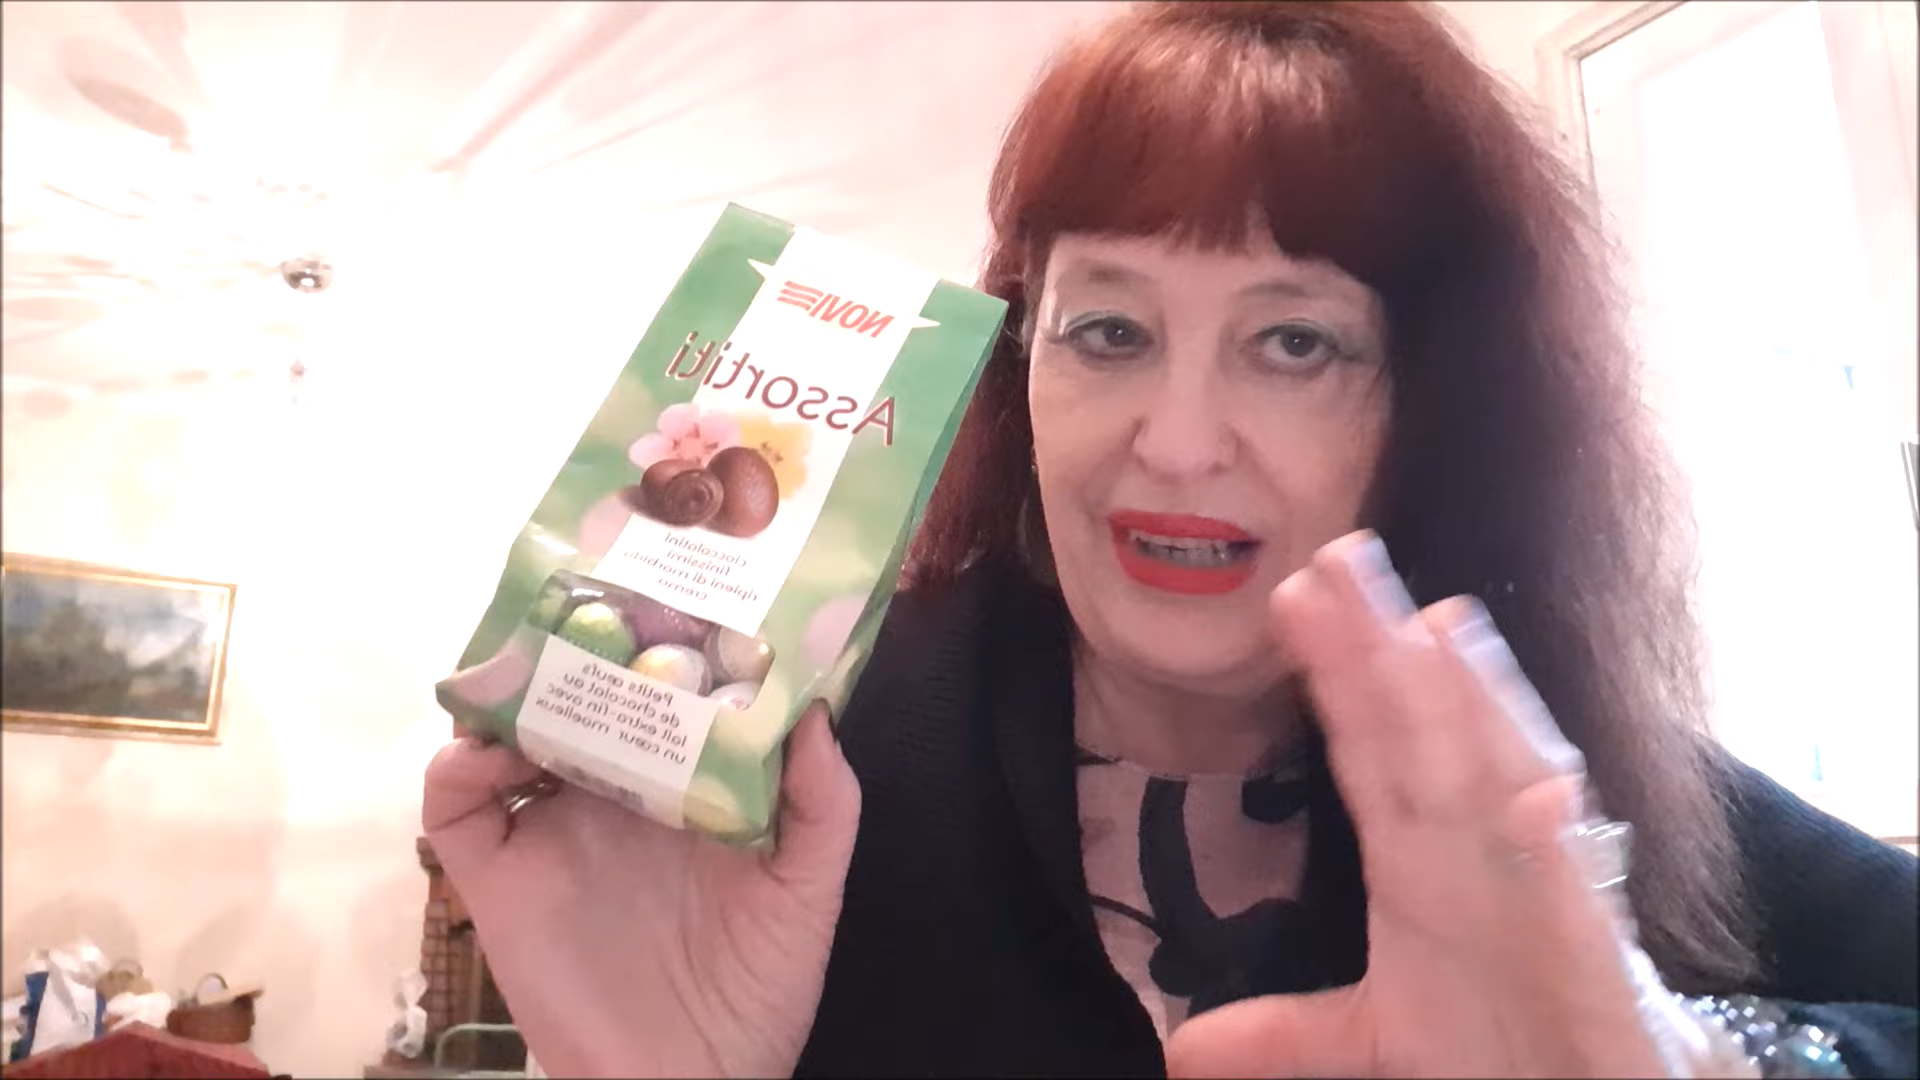 NOVI
Assortiti
cioccolatini
finissimi
ripieni di morbida
crema
Petits œufs
de chocolat au
lait extra-fin avec
un cœur moelleux